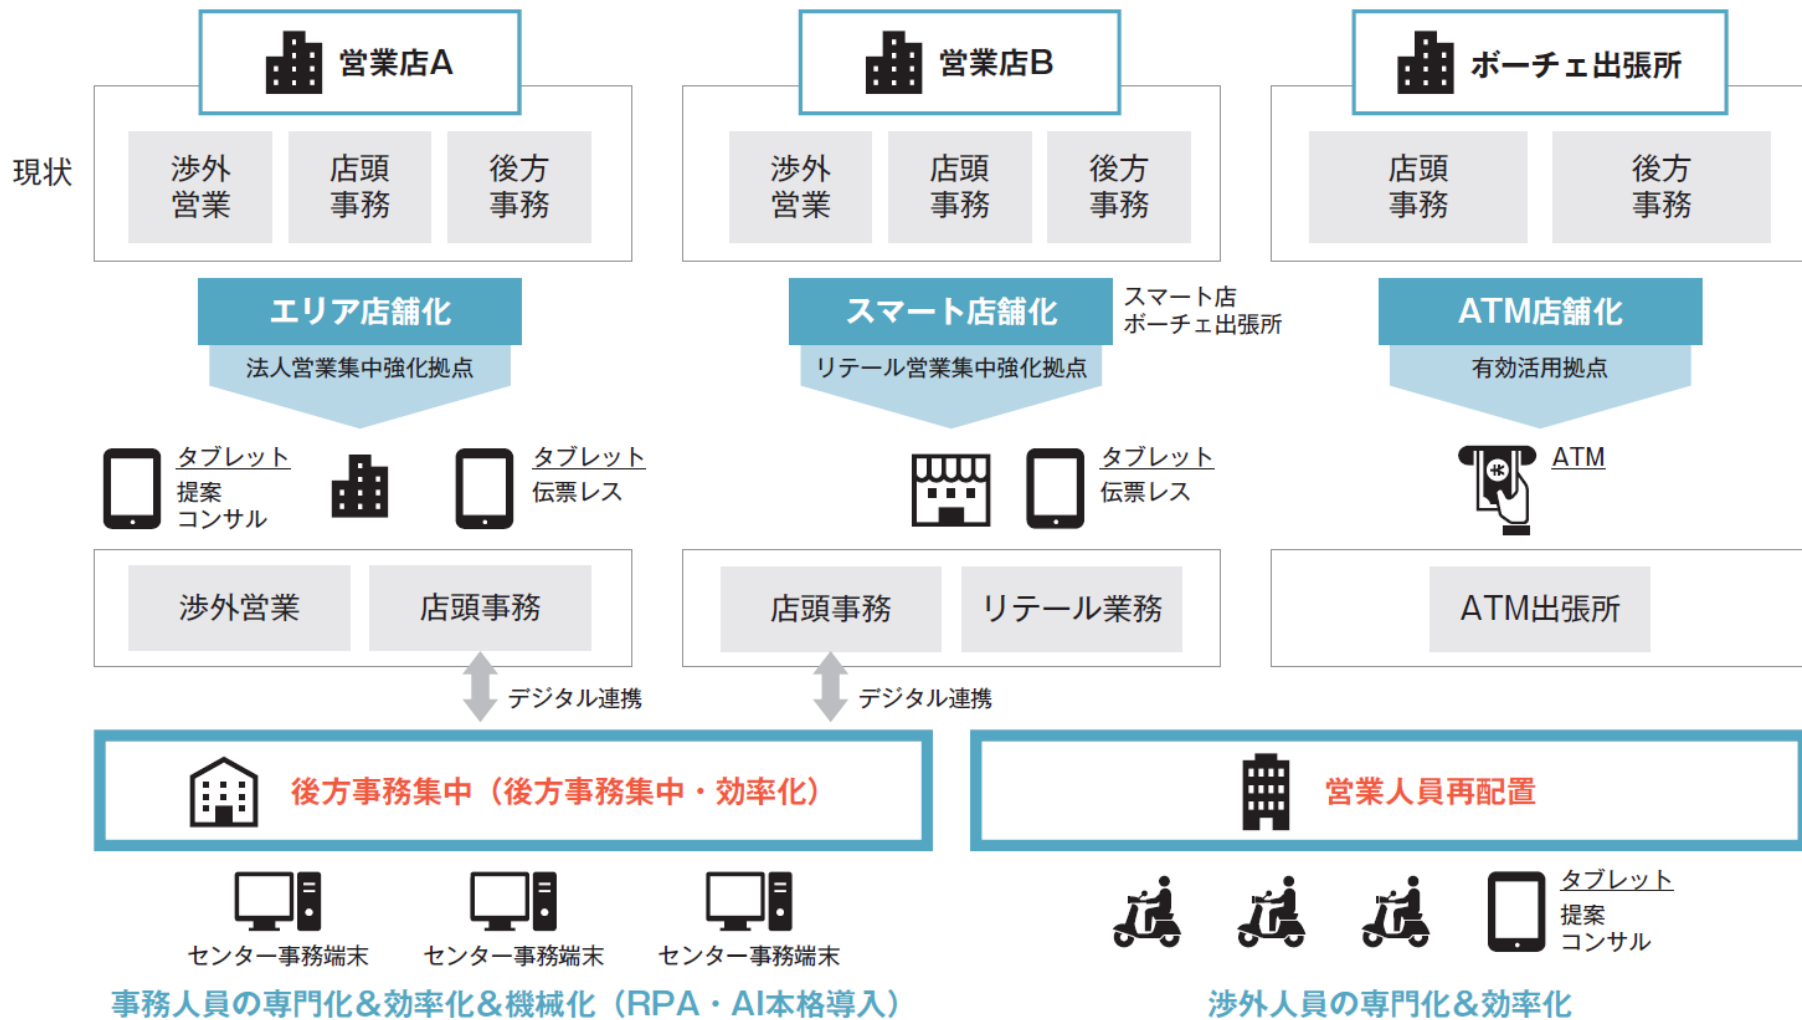 営業店A
営業店B
ボーチェ出張所
現状
渉外
営業
店頭
事務
後方
事務
渉外
営業
店頭
事務
後方
事務
店頭
事務
後方
事務
エリア店舗化
法人営業集中強化拠点
スマート店舗化
リテール営業集中強化拠点
スマート店
ボーチェ出張所
ATM店舗化
有効活用拠点
タブレット
提案
コンサル
タブレット
伝票レス
タブレット
伝票レス
ATM
渉外営業
店頭事務
店頭事務
リテール業務
ATM出張所
デジタル連携
デジタル連携
後方事務集中（後方事務集中・効率化）
営業人員再配置
センター事務端末
センター事務端末
センター事務端末
タブレット
提案
コンサル
事務人員の専門化&効率化&機械化（RPA・AI本格導入）
渉外人員の専門化&効率化